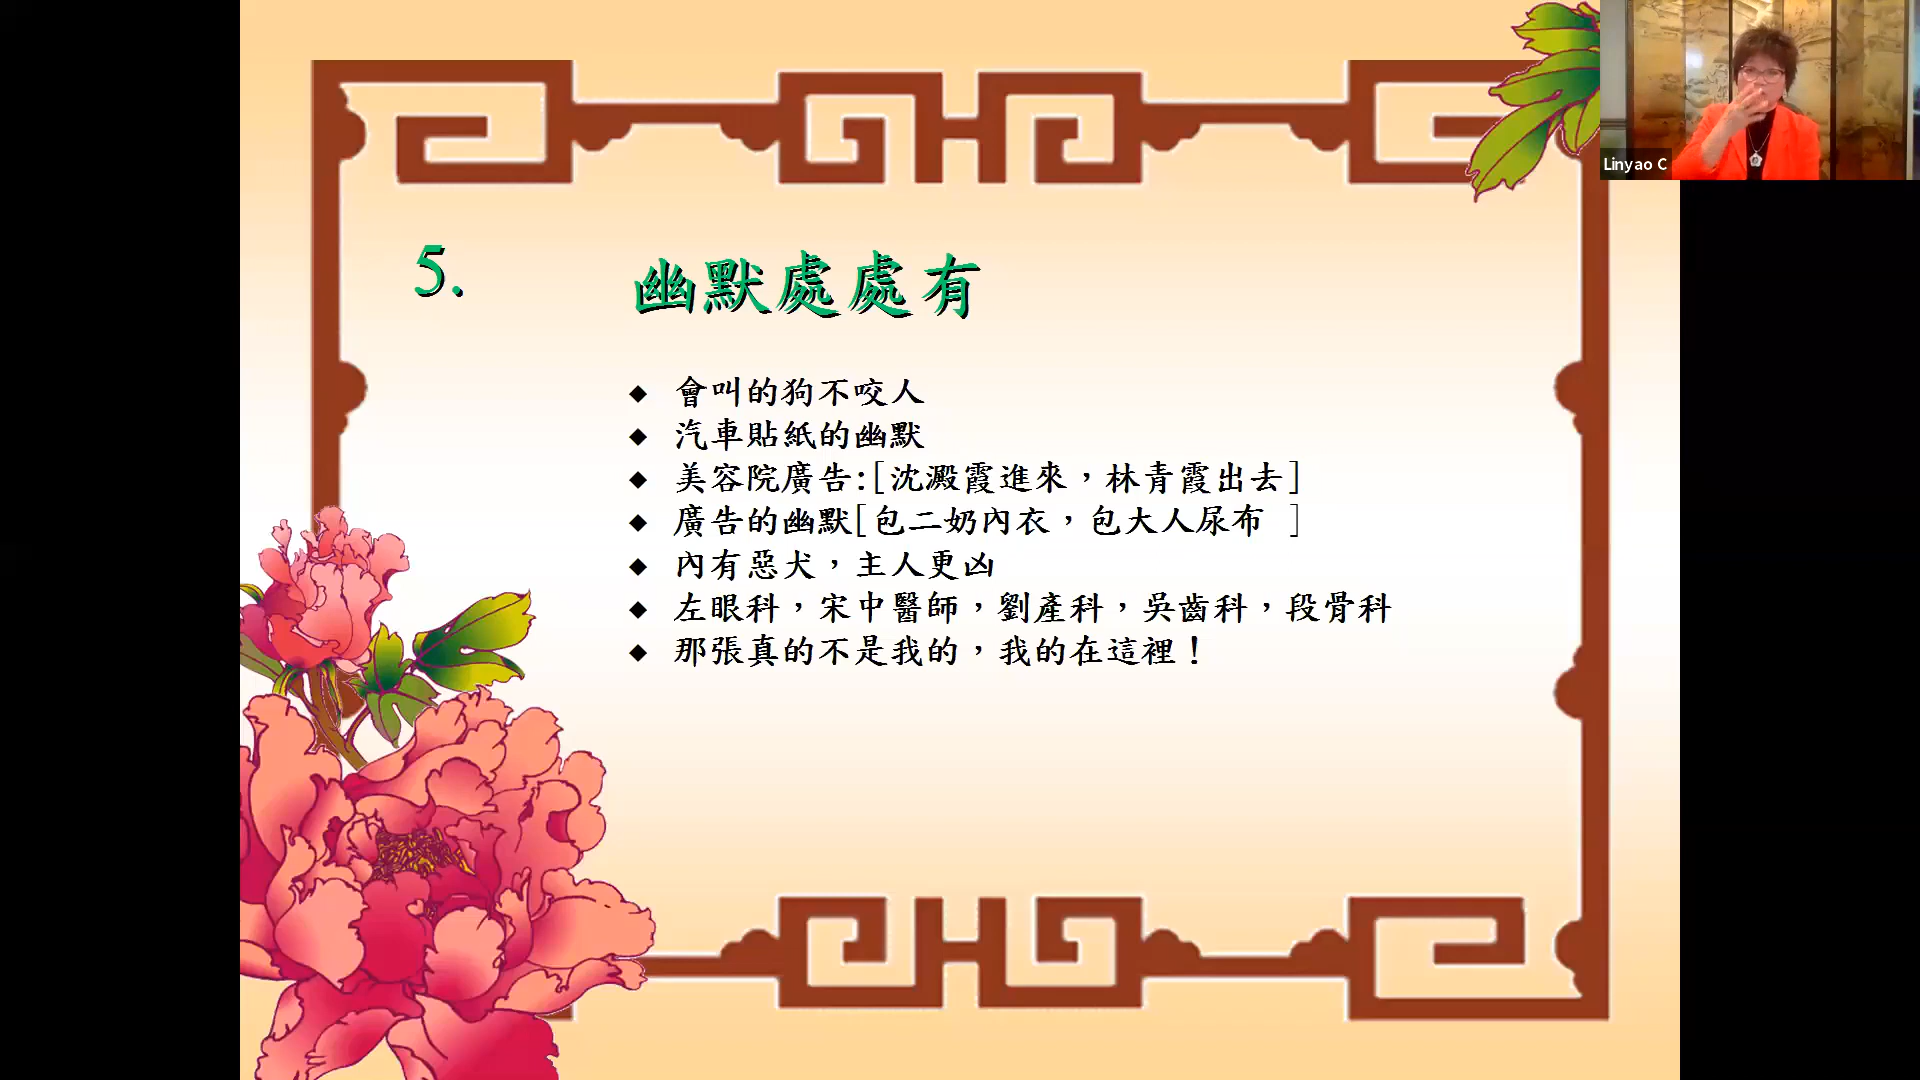 5. 幽默處處有
◆ 會叫的狗不咬人
◆ 汽車貼紙的幽默
◆ 美容院廣告:[沈澱霞進來，林青霞出去]
◆ 廣告的幽默[包二奶內衣，包大人尿布 ]
◆ 內有惡犬，主人更凶
◆ 左眼科，宋中醫師，劉產科，吳齒科，段骨科
◆ 那張真的不是我的，我的在這裡！
Linyao C